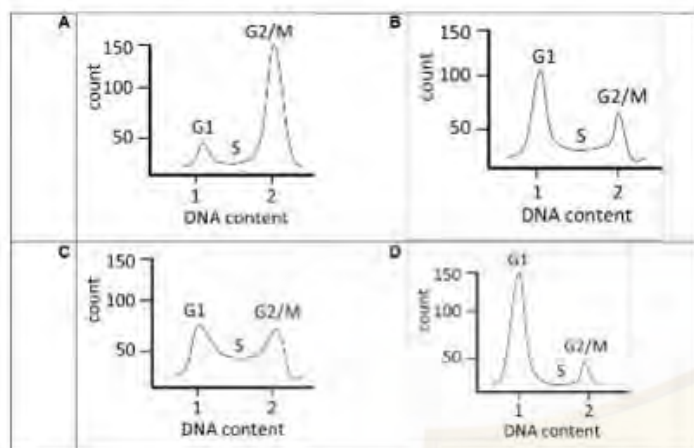 A
G2/M
150
100
50
count
G1
S
1 2
DNA content
B
150
100
50
count
G1
G2/M
S
1 2
DNA content
C
150
100
50
count
G1
G2/M
S
1 2
DNA content
D
G1
150
100
50
count
G2/M
S
1 2
DNA content